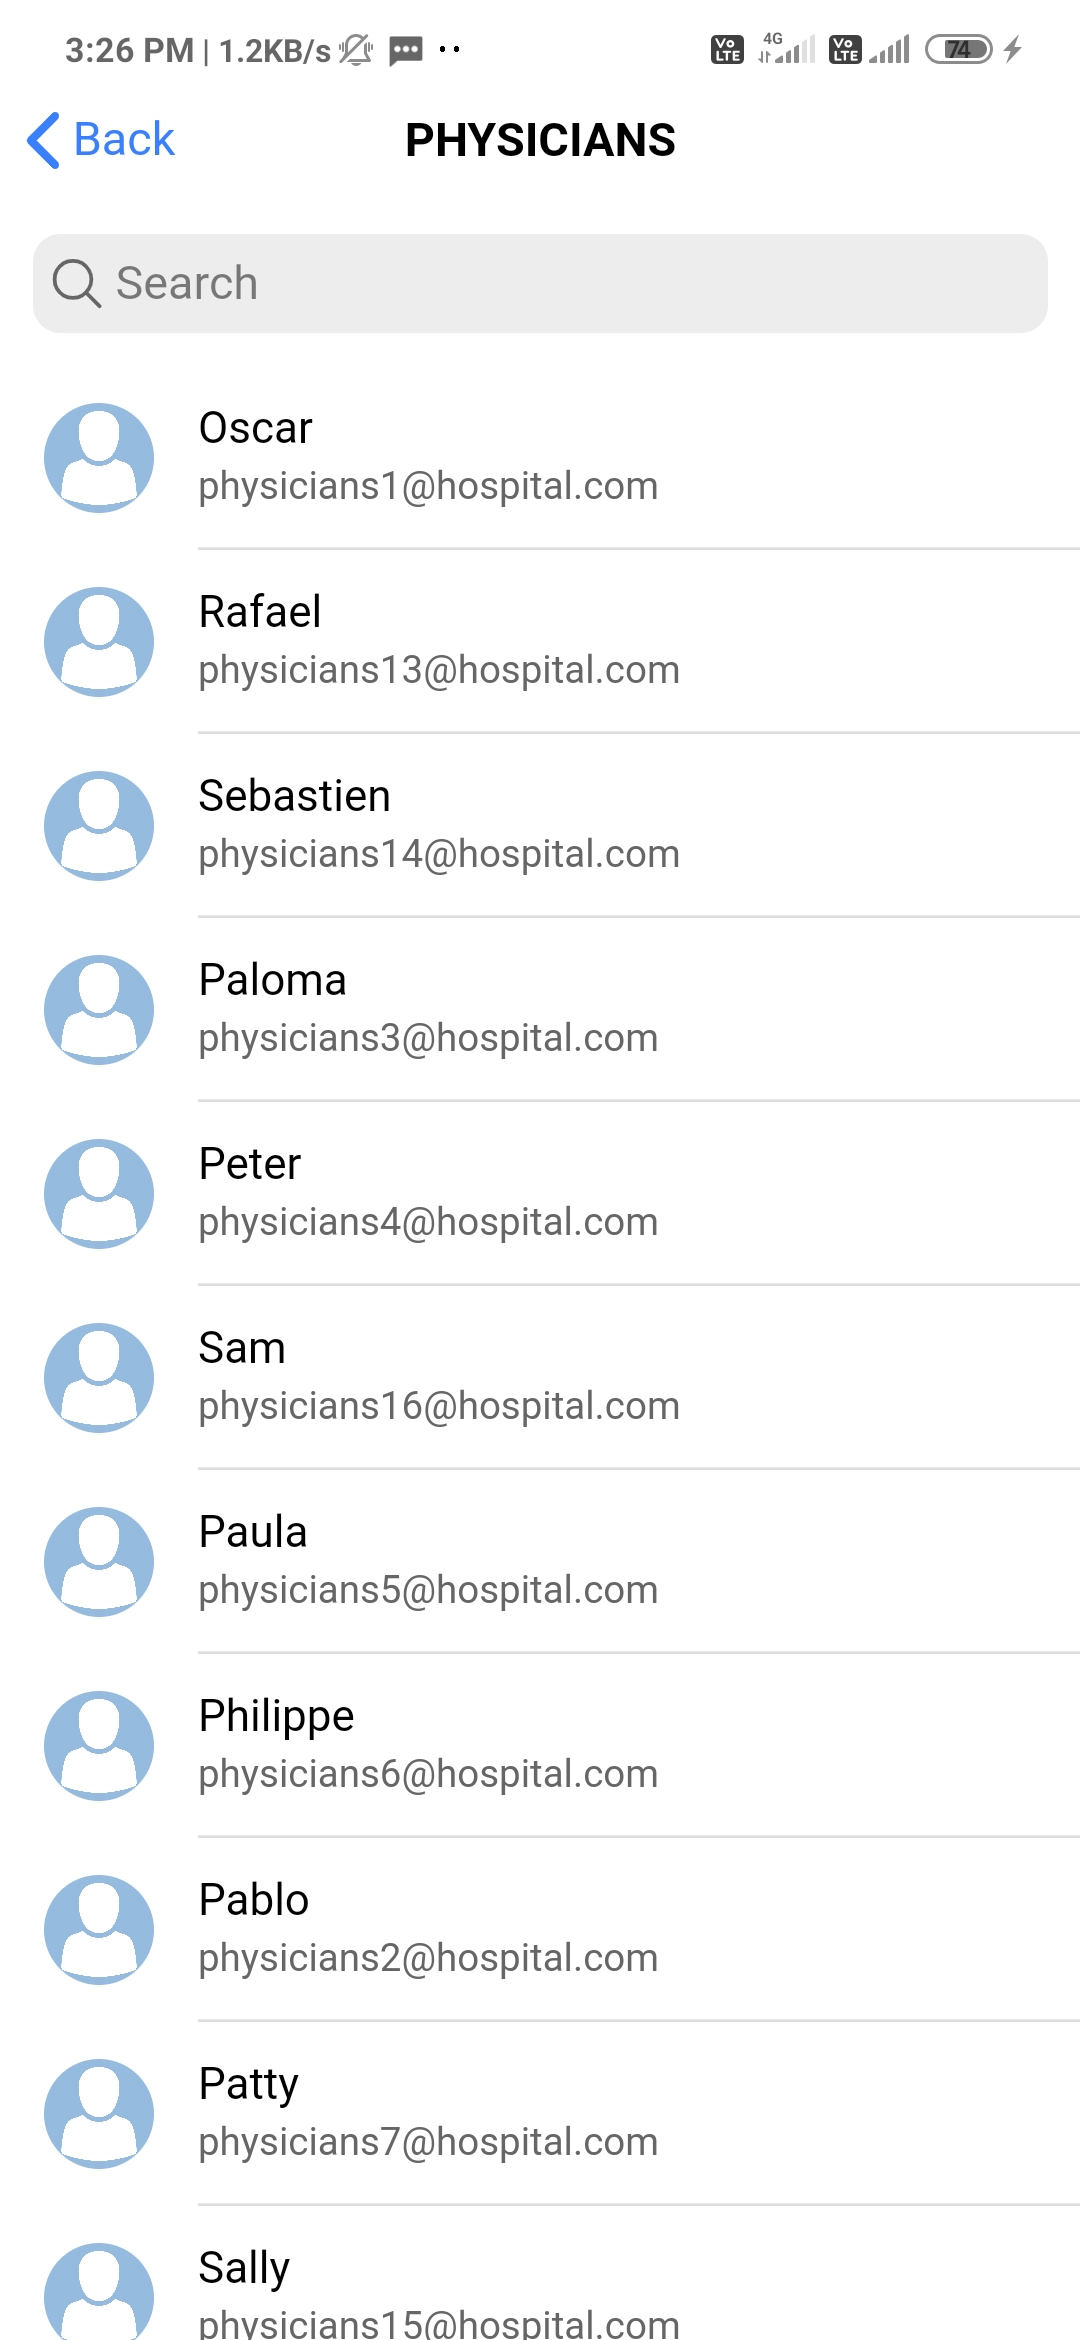 3:26 PM | 1.2KB/s
Vo LTE 4G Vo LTE 74
Back
PHYSICIANS
Search
Oscar
physicians1@hospital.com
Rafael
physicians13@hospital.com
Sebastien
physicians14@hospital.com
Paloma
physicians3@hospital.com
Peter
physicians4@hospital.com
Sam
physicians16@hospital.com
Paula
physicians5@hospital.com
Philippe
physicians6@hospital.com
Pablo
physicians2@hospital.com
Patty
physicians7@hospital.com
Sally
physicians15@hospital.com